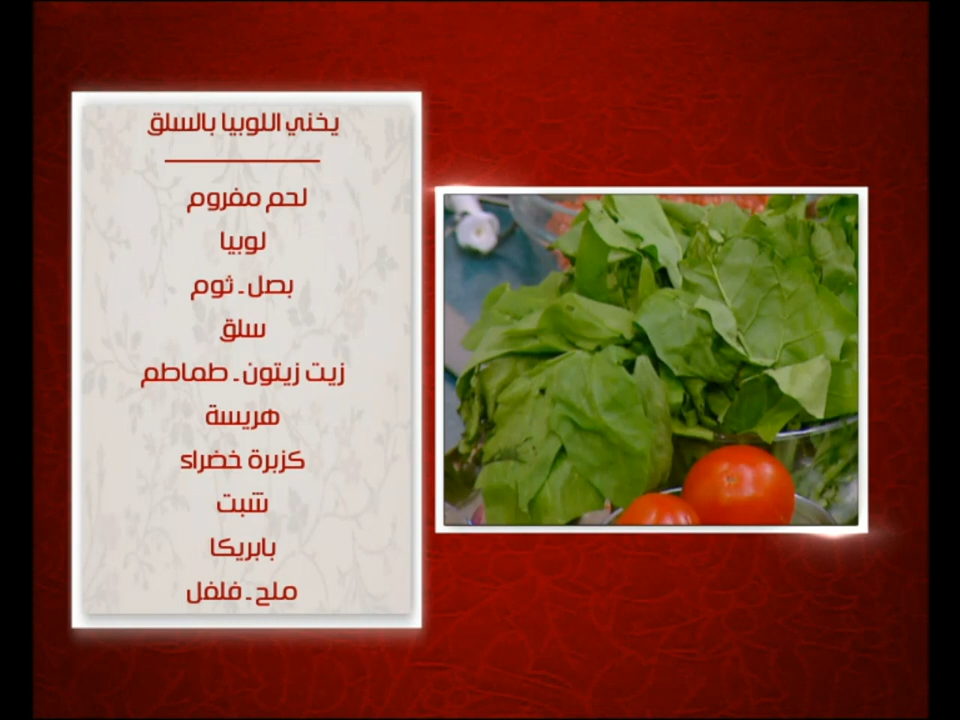 يخني اللوبيا بالسلق
لحم مفروم
لوبيا
بصل - ثوم
سلق
زيت زيتون - طماطم
هريسة
كزبرة خضراء
شبت
بابريكا
ملح - فلفل